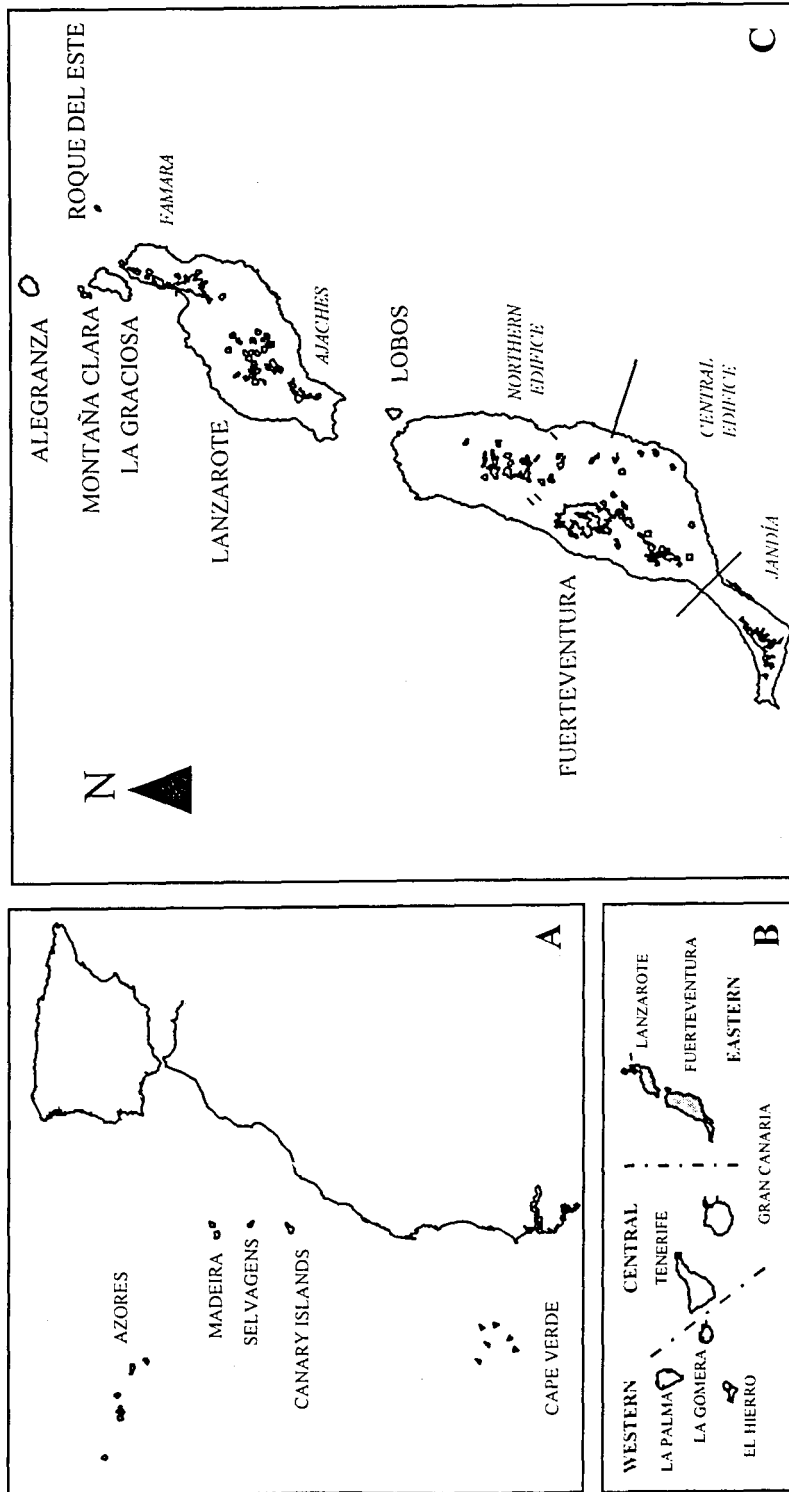 AZORES
MADEIRA
SELVAGENS
CANARY ISLANDS
CAPE VERDE
A
WESTERN
CENTRAL
LANZAROTE
LA PALMA
TENERIFE
LA GOMERA
FUERTEVENTURA
EL HIERRO
EASTERN
GRAN CANARIA
B
N
ALEGRANZA
ROQUE DEL ESTE
MONTAÑA CLARA
LA GRACIOSA
FAMARA
LANZAROTE
AJACHES
LOBOS
NORTHERN
EDIFICE
FUERTEVENTURA
CENTRAL
EDIFICE
JANDÍA
C